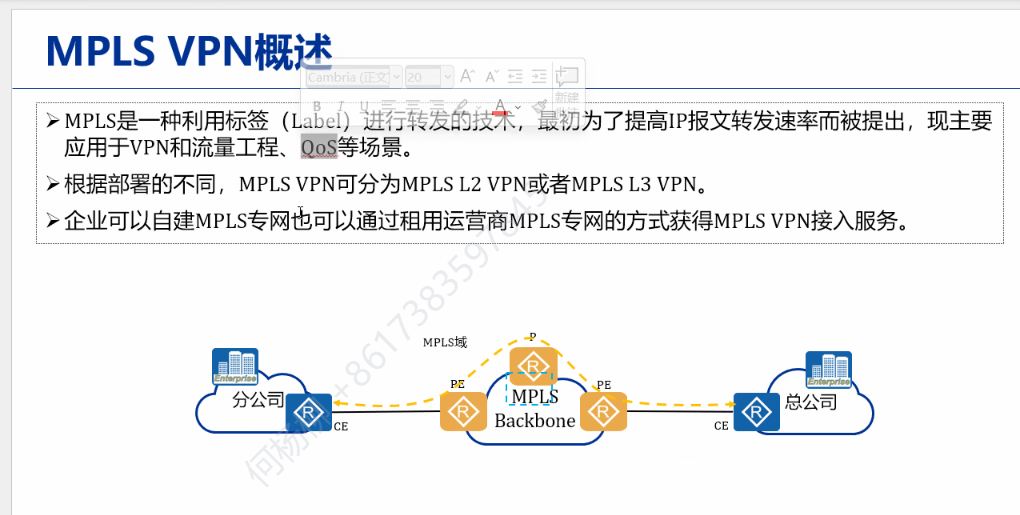 MPLS VPN概述
Cambria (正文 20
B I U A 新建
➢MPLS是一种利用标签（Label）进行转发的技术，最初为了提高IP报文转发速率而被提出，现主要
应用于VPN和流量工程、QoS等场景。
➢根据部署的不同，MPLS VPN可分为MPLS L2 VPN或者MPLS L3 VPN。
➢企业可以自建MPLS专网也可以通过租用运营商MPLS专网的方式获得MPLS VPN接入服务。
MPLS域
P
Enterprise
分公司
R
CE
PE
R
R
MPLS
Backbone
PE
R
CE
R
Enterprise
总公司